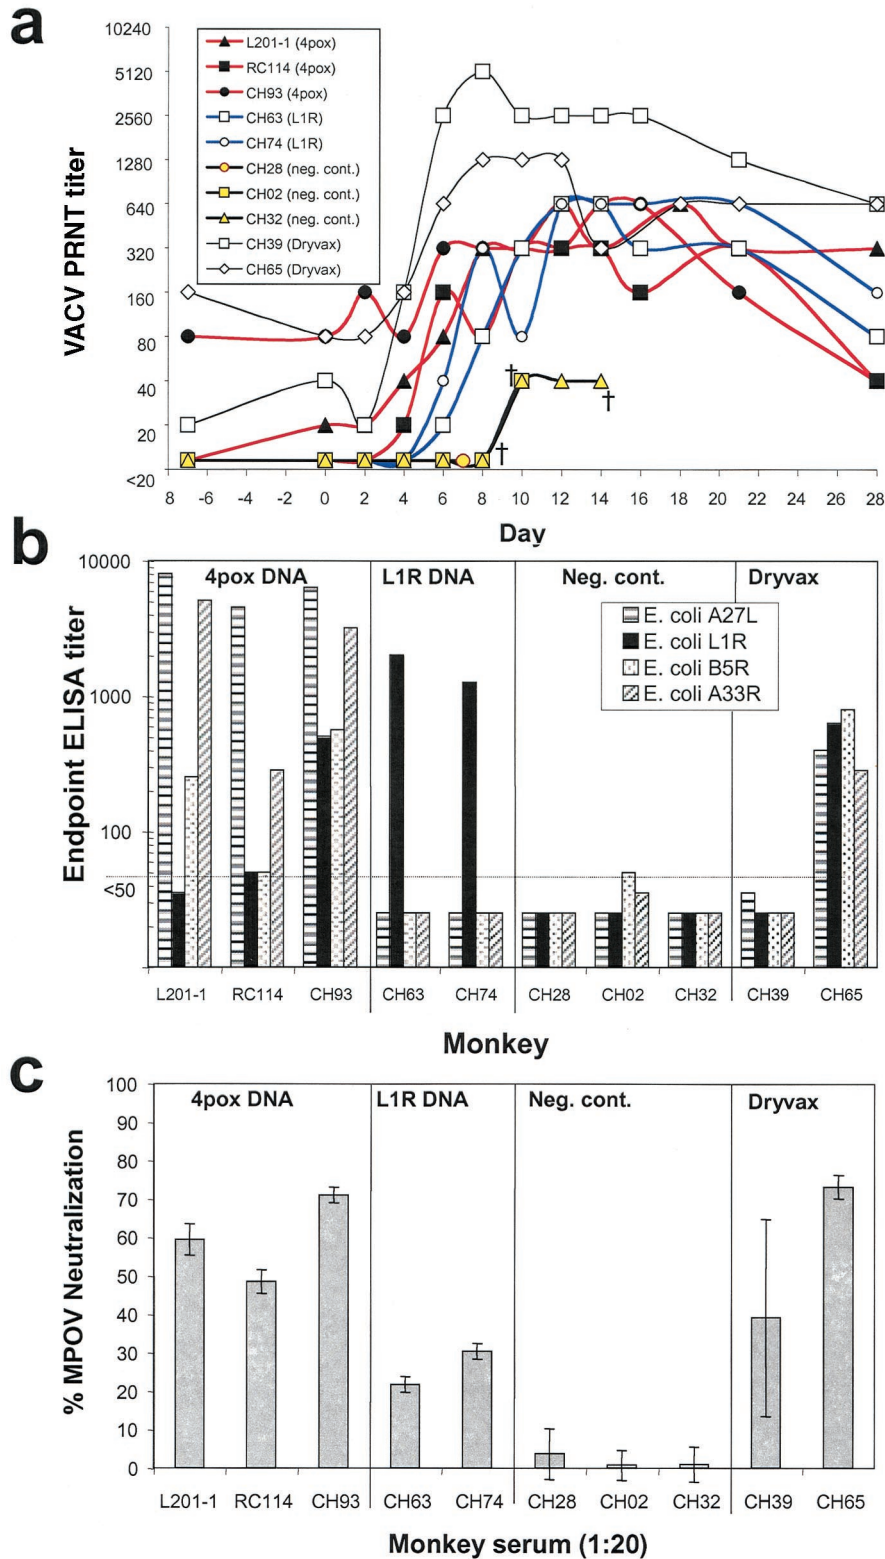 a
VACV PRNT titer
10240
5120
2560
1280
640
320
160
80
40
20
<20
L201-1 (4pox)
RC114 (4pox)
CH93 (4pox)
CH63 (L1R)
CH74 (L1R)
CH28 (neg. cont.)
CH02 (neg. cont.)
CH32 (neg. cont.)
CH39 (Dryvax)
CH65 (Dryvax)
†
†
†
8 -6 -4 -2 0 2 4 6 8 10 12 14 16 18 20 22 24 26 28
Day
b
Endpoint ELISA titer
10000
1000
100
<50
4pox DNA L1R DNA Neg. cont. Dryvax
E. coli A27L
E. coli L1R
E. coli B5R
E. coli A33R
L201-1 RC114 CH93 CH63 CH74 CH28 CH02 CH32 CH39 CH65
Monkey
c
% MPOV Neutralization
100
90
80
70
60
50
40
30
20
10
0
4pox DNA L1R DNA Neg. cont. Dryvax
L201-1 RC114 CH93 CH63 CH74 CH28 CH02 CH32 CH39 CH65
Monkey serum (1:20)